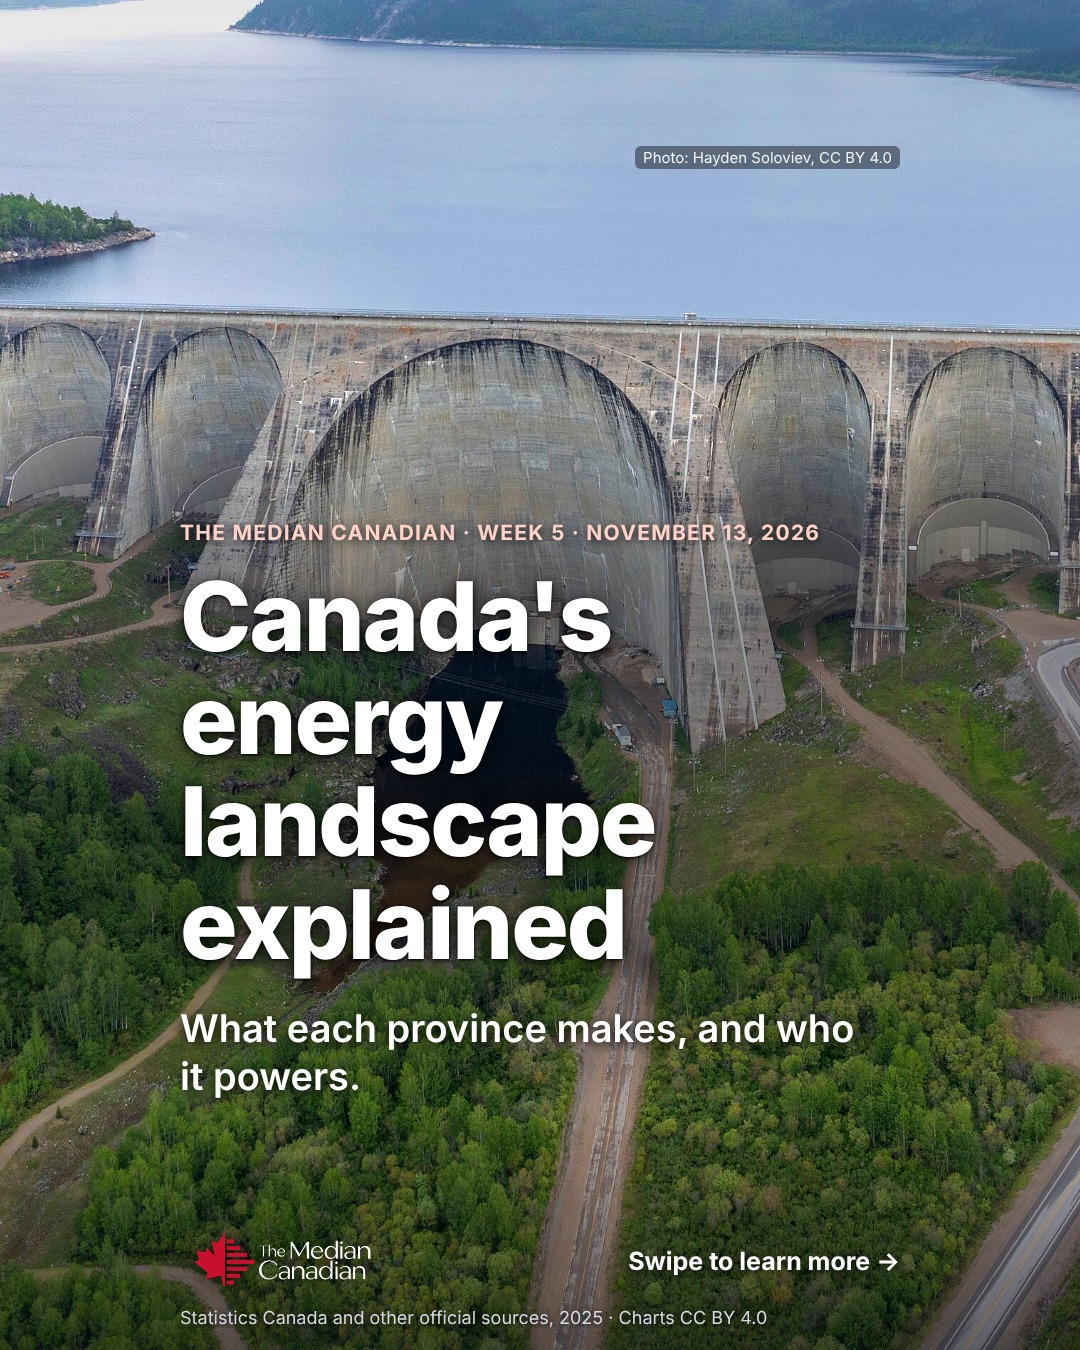 Photo: Hayden Soloviev, CC BY 4.0
THE MEDIAN CANADIAN · WEEK 5 · NOVEMBER 13, 2026
Canada's
energy
landscape
explained
What each province makes, and who
it powers.
The Median
Canadian
Swipe to learn more →
Statistics Canada and other official sources, 2025 · Charts CC BY 4.0